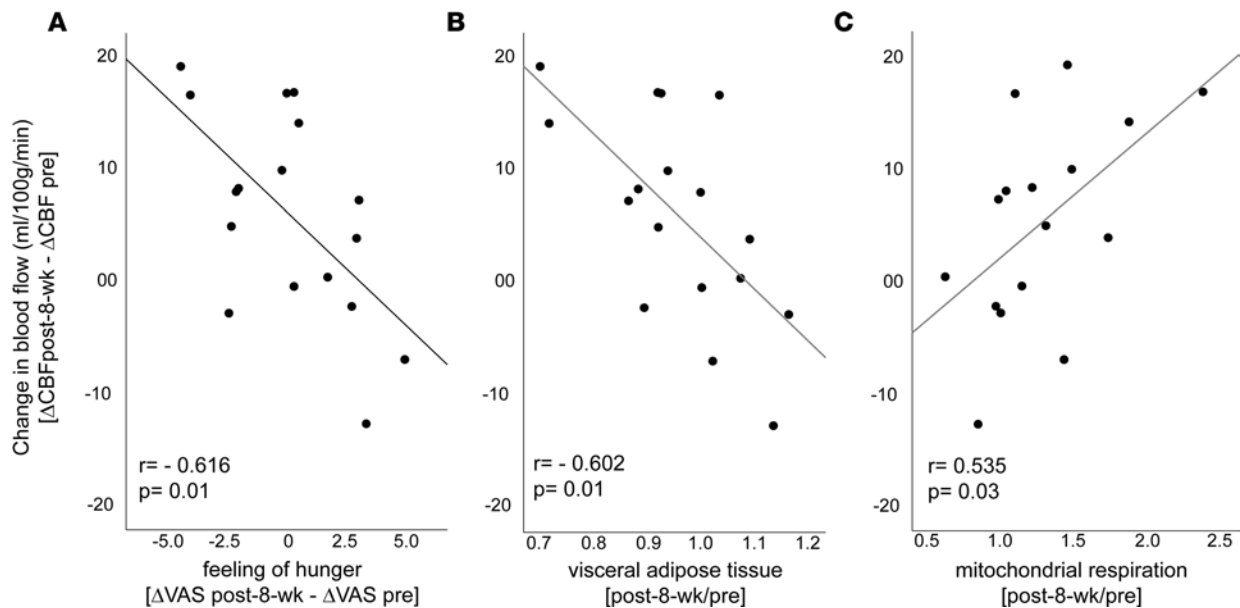 A
B
C
Change in blood flow (ml/100g/min)
[ΔCBFpost-8-wk - ΔCBF pre]
20
10
00
-10
-20
r= - 0.616
p= 0.01
-5.0 -2.5 0 2.5 5.0
feeling of hunger
[ΔVAS post-8-wk - ΔVAS pre]
20
10
00
-10
-20
r= - 0.602
p= 0.01
0.7 0.8 0.9 1.0 1.1 1.2
visceral adipose tissue
[post-8-wk/pre]
20
10
00
-10
-20
r= 0.535
p= 0.03
0.5 1.0 1.5 2.0 2.5
mitochondrial respiration
[post-8-wk/pre]